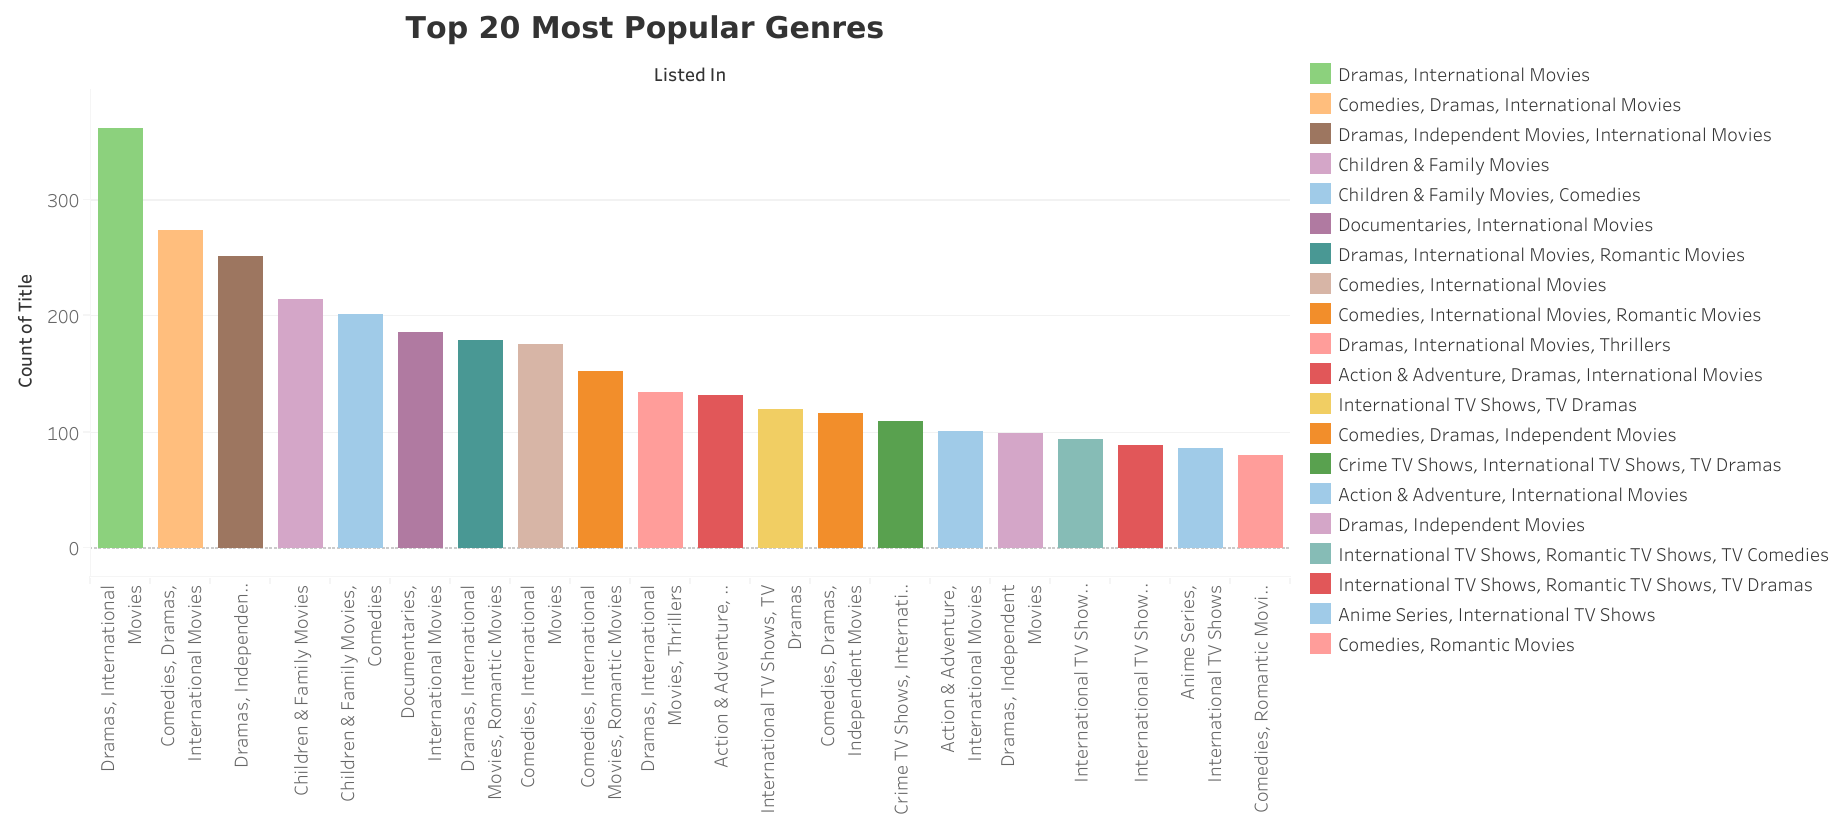 Top 20 Most Popular Genres
Listed In
Count of Title
300
200
100
0
Dramas, International
Movies
Comedies, Dramas,
International Movies
Dramas, Independen..
Children & Family Movies
Children & Family Movies,
Comedies
Documentaries,
International Movies
Dramas, International
Movies, Romantic Movies
Comedies, International
Movies
Comedies, International
Movies, Romantic Movies
Dramas, International
Movies, Thrillers
Action & Adventure, ..
International TV Shows, TV
Dramas
Comedies, Dramas,
Independent Movies
Crime TV Shows, Internati..
Action & Adventure,
International Movies
Dramas, Independent
Movies
International TV Show..
International TV Show..
Anime Series,
International TV Shows
Comedies, Romantic Movi..
Dramas, International Movies
Comedies, Dramas, International Movies
Dramas, Independent Movies, International Movies
Children & Family Movies
Children & Family Movies, Comedies
Documentaries, International Movies
Dramas, International Movies, Romantic Movies
Comedies, International Movies
Comedies, International Movies, Romantic Movies
Dramas, International Movies, Thrillers
Action & Adventure, Dramas, International Movies
International TV Shows, TV Dramas
Comedies, Dramas, Independent Movies
Crime TV Shows, International TV Shows, TV Dramas
Action & Adventure, International Movies
Dramas, Independent Movies
International TV Shows, Romantic TV Shows, TV Comedies
International TV Shows, Romantic TV Shows, TV Dramas
Anime Series, International TV Shows
Comedies, Romantic Movies